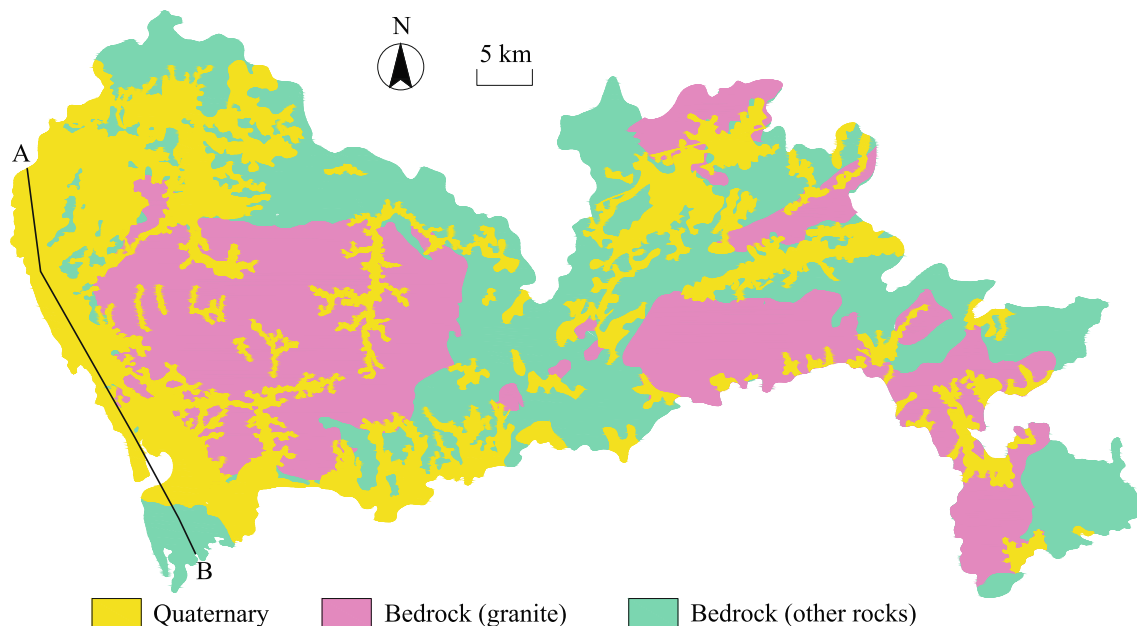 N
5 km
A
B
Quaternary
Bedrock (granite)
Bedrock (other rocks)